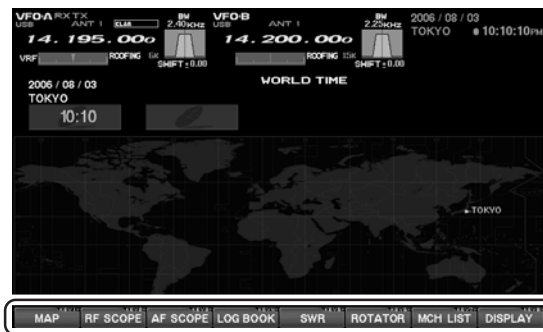 VFO-A RX TX BW VFO-B BW 2006 / 08 / 03
USB ANT 1 CLAR 2.40kHz USB ANT 1 2.25kHz TOKYO 10:10:10PM
14. 195. 000 14. 200. 000
VRF ROOFING 6K ROOFING 15K
SHIFT ±0.00 SHIFT ±0.00
WORLD TIME
2006 / 08 / 03
TOKYO
10:10
TOKYO
MAP RF SCOPE AF SCOPE LOG BOOK SWR ROTATOR MCH LIST DISPLAY